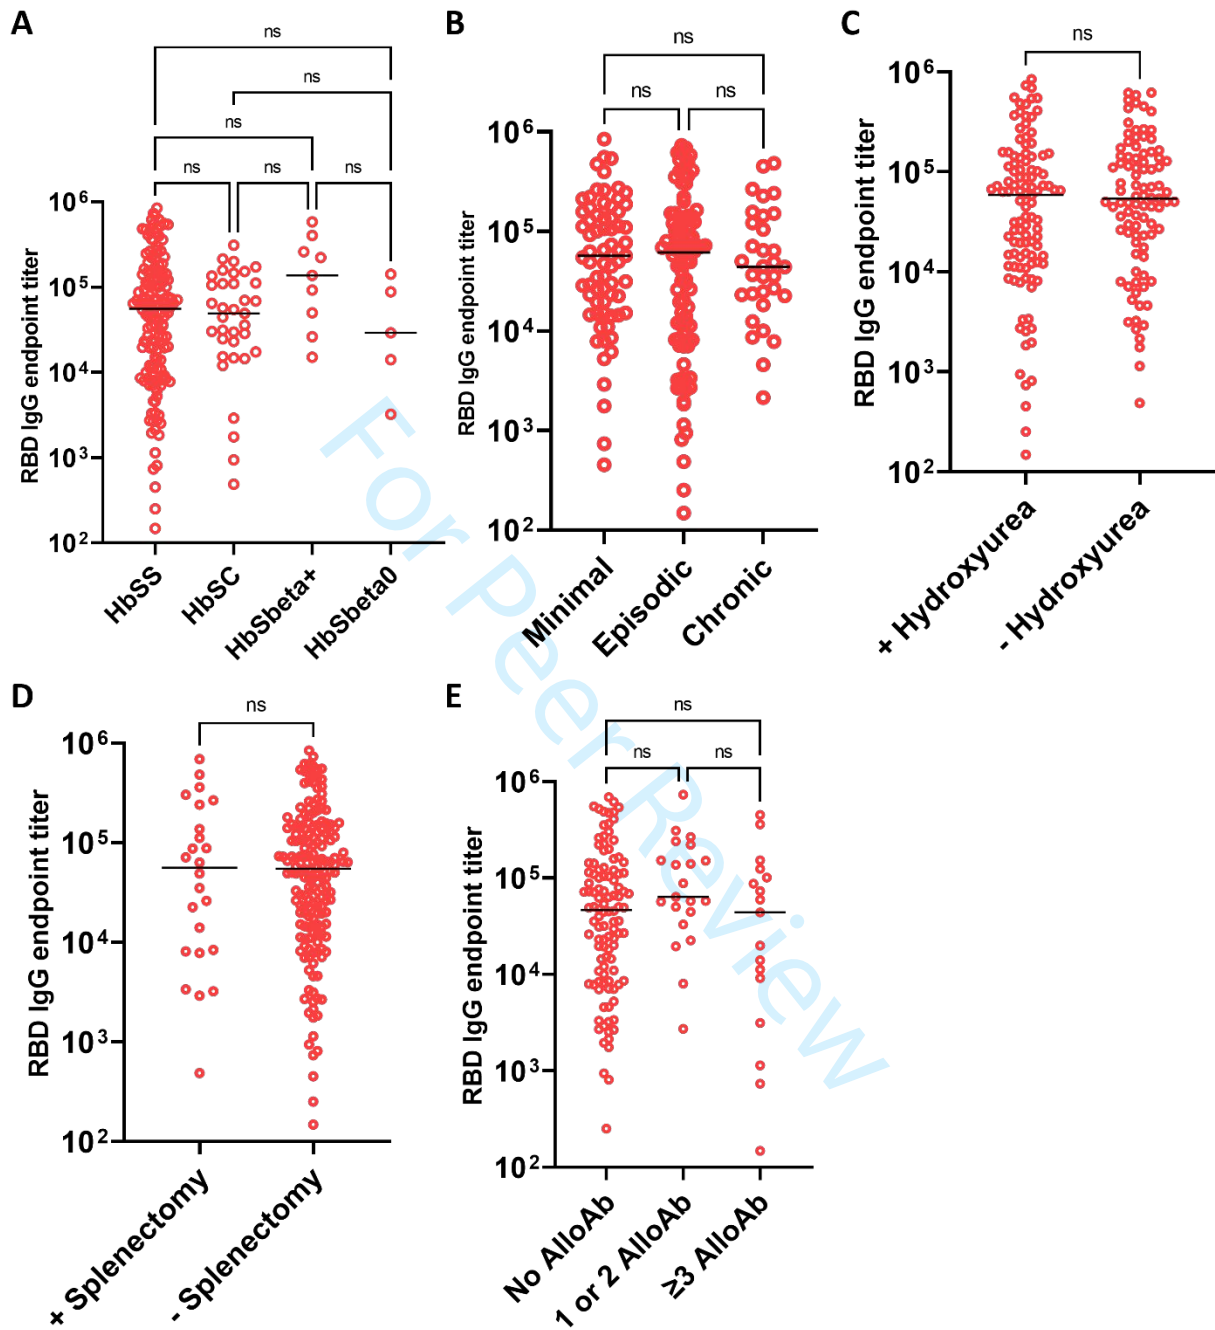 A
ns
ns
ns
ns
ns
ns
RBD IgG endpoint titer
10⁶
10⁵
10⁴
10³
10²
HbSS
HbSC
HbSbeta+
HbSbeta0
B
ns
ns
ns
RBD IgG endpoint titer
10⁶
10⁵
10⁴
10³
10²
Minimal
Episodic
Chronic
C
ns
RBD IgG endpoint titer
10⁶
10⁵
10⁴
10³
10²
+ Hydroxyurea
- Hydroxyurea
D
ns
RBD IgG endpoint titer
10⁶
10⁵
10⁴
10³
10²
+ Splenectomy
- Splenectomy
E
ns
ns
ns
RBD IgG endpoint titer
10⁶
10⁵
10⁴
10³
10²
No AlloAb
1 or 2 AlloAb
≥3 AlloAb
For Peer Review